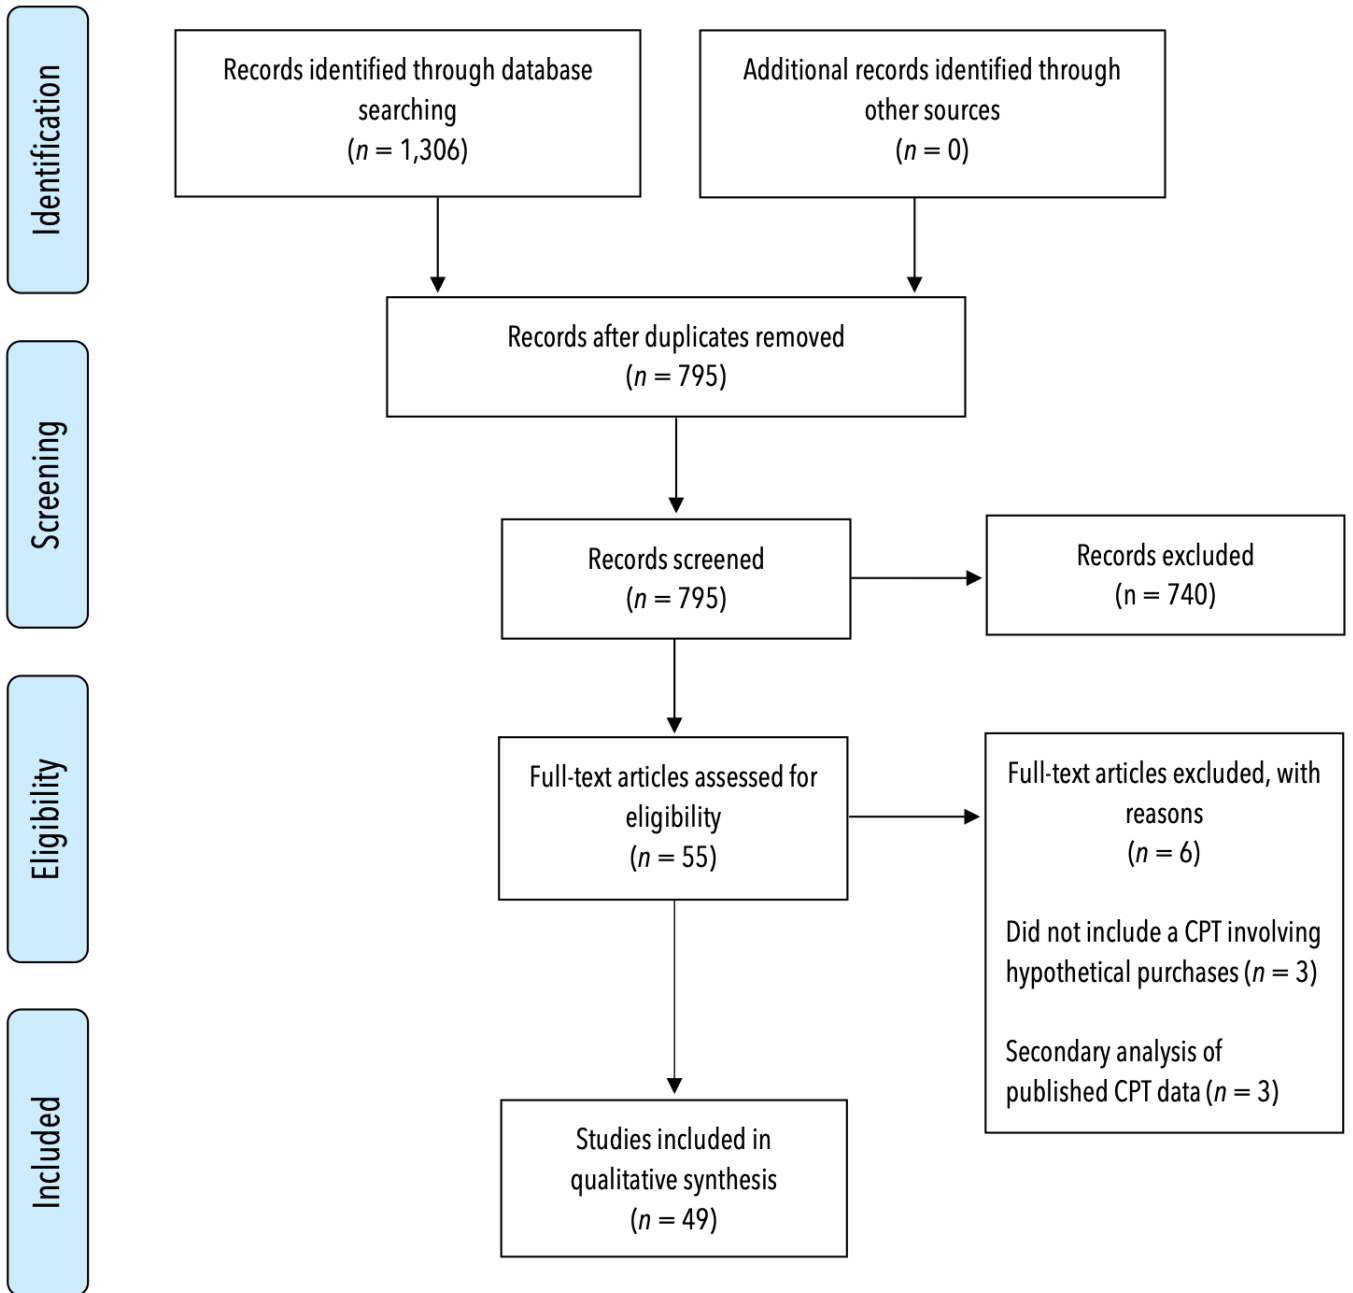 Identification
Records identified through database
searching
(n = 1,306)
Additional records identified through
other sources
(n = 0)
Records after duplicates removed
(n = 795)
Screening
Records screened
(n = 795)
Records excluded
(n = 740)
Eligibility
Full-text articles assessed for
eligibility
(n = 55)
Full-text articles excluded, with
reasons
(n = 6)
Did not include a CPT involving
hypothetical purchases (n = 3)
Secondary analysis of
published CPT data (n = 3)
Included
Studies included in
qualitative synthesis
(n = 49)